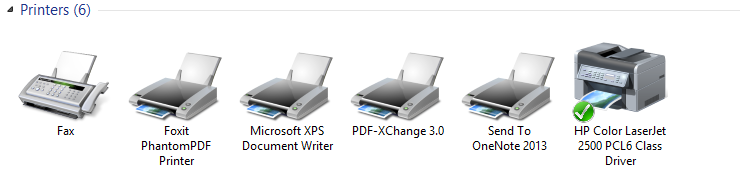 Printers (6)
Fax
Foxit
PhantomPDF
Printer
Microsoft XPS
Document Writer
PDF-XChange 3.0
Send To
OneNote 2013
HP Color LaserJet
2500 PCL6 Class
Driver